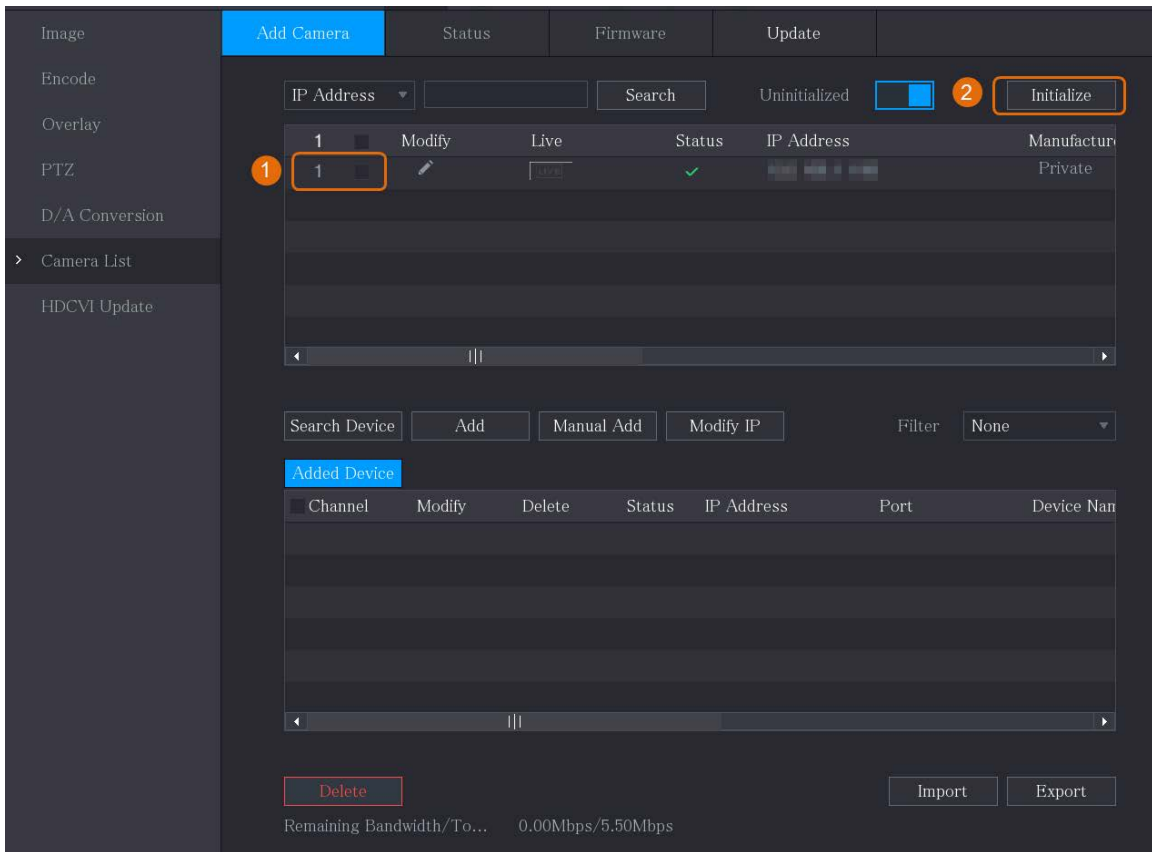 Image
Encode
Overlay
PTZ
D/A Conversion
Camera List
HDCVI Update
Add Camera Status Firmware Update
IP Address Search Uninitialized 2 Initialize
1 Modify Live Status IP Address Manufactur
1 1 Private
Search Device Add Manual Add Modify IP Filter None
Added Device
Channel Modify Delete Status IP Address Port Device Nam
Delete Import Export
Remaining Bandwidth/To... 0.00Mbps/5.50Mbps